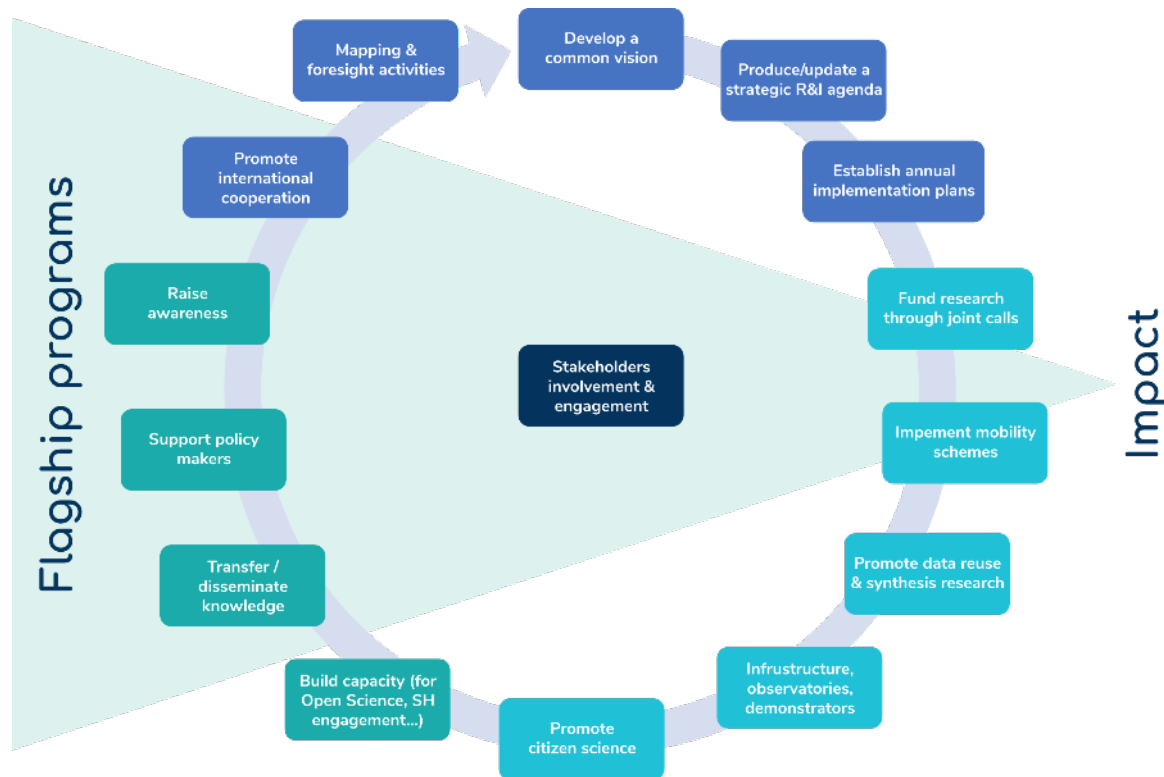 Mapping &
foresight activities
Develop a
common vision
Produce/update a
strategic R&I agenda
Establish annual
implementation plans
Fund research
through joint calls
Impement mobility
schemes
Promote data reuse
& synthesis research
Infrustructure,
observatories,
demonstrators
Promote
citizen science
Build capacity (for
Open Science, SH
engagement...)
Transfer /
disseminate
knowledge
Support policy
makers
Raise
awareness
Promote
international
cooperation
Stakeholders
involvement &
engagement
Flagship programs
Impact